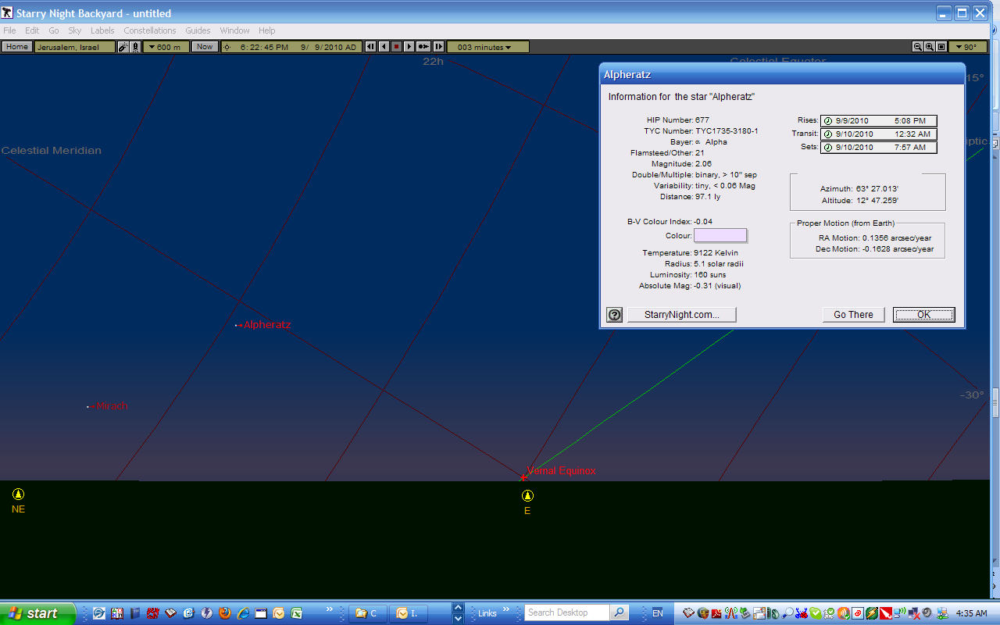 Starry Night Backyard - untitled
File Edit Go Sky Labels Constellations Guides Window Help
Home Jerusalem, Israel 600 m Now 6: 22: 45 PM 9/ 9/ 2010 AD 003 minutes 90°
22h
Celestial Equator
15°
Celestial Meridian
Alpheratz
Information for the star "Alpheratz"
HIP Number: 677
TYC Number: TYC1735-3180-1
Bayer: α Alpha
Flamsteed/Other: 21
Magnitude: 2.06
Double/Multiple: binary, > 10" sep
Variability: tiny, < 0.06 Mag
Distance: 97.1 ly
B-V Colour Index: -0.04
Colour:
Temperature: 9122 Kelvin
Radius: 5.1 solar radii
Luminosity: 160 suns
Absolute Mag: -0.31 (visual)
Rises: 9/9/2010 5:08 PM
Transit: 9/10/2010 12:32 AM
Sets: 9/10/2010 7:57 AM
Azimuth: 63° 27.013'
Altitude: 12° 47.259'
Proper Motion (from Earth)
RA Motion: 0.1356 arcsec/year
Dec Motion: -0.1628 arcsec/year
StarryNight.com... Go There OK
Alpheratz
Mirach
-30°
Vernal Equinox
NE
E
start C I. Links Search Desktop EN 4:35 AM